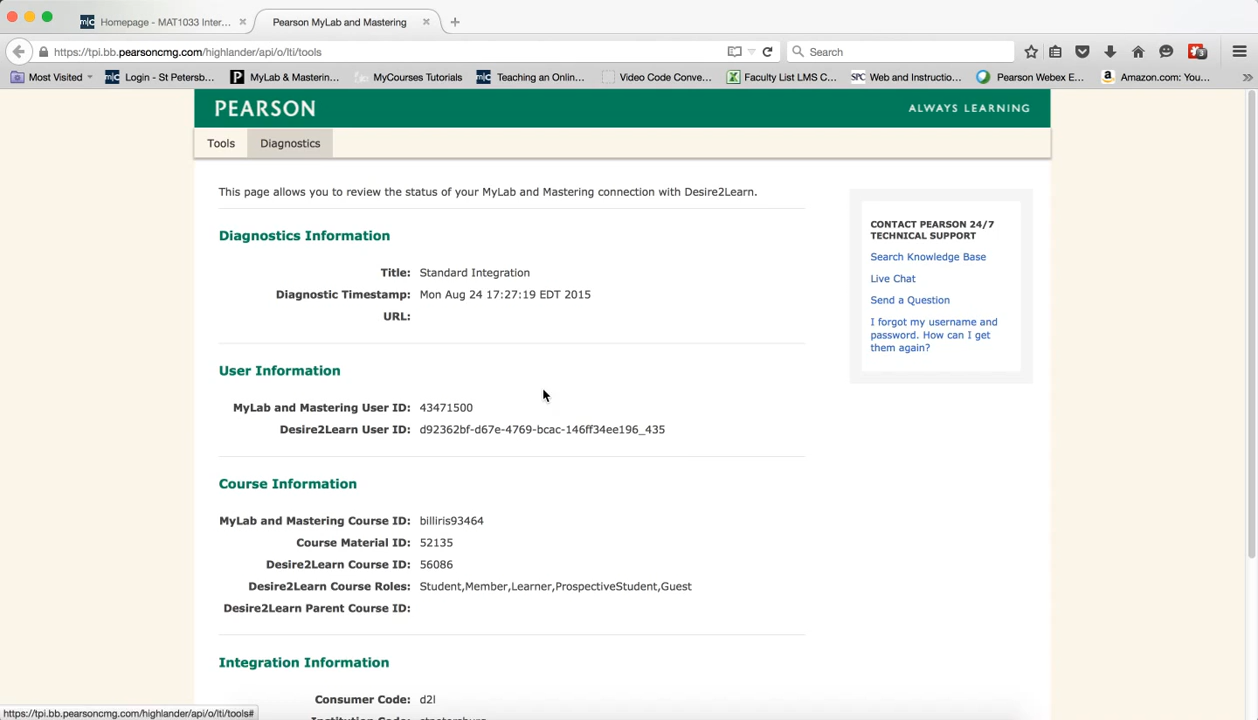 Homepage - MAT1033 Inter...
Pearson MyLab and Mastering
https://tpi.bb.pearsoncmg.com/highlander/api/o/lti/tools
Search
3
Most Visited
Login - St Petersb...
MyLab & Masterin...
MyCourses Tutorials
Teaching an Onlin...
Video Code Conve...
Faculty List LMS C...
Web and Instructio...
Pearson Webex E...
Amazon.com: You...
PEARSON
ALWAYS LEARNING
Tools
Diagnostics
This page allows you to review the status of your MyLab and Mastering connection with Desire2Learn.
Diagnostics Information
Title: Standard Integration
Diagnostic Timestamp: Mon Aug 24 17:27:19 EDT 2015
URL:
User Information
MyLab and Mastering User ID: 43471500
Desire2Learn User ID: d92362bf-d67e-4769-bcac-146ff34ee196_435
Course Information
MyLab and Mastering Course ID: billiris93464
Course Material ID: 52135
Desire2Learn Course ID: 56086
Desire2Learn Course Roles: Student,Member,Learner,ProspectiveStudent,Guest
Desire2Learn Parent Course ID:
Integration Information
Consumer Code: d2l
CONTACT PEARSON 24/7
TECHNICAL SUPPORT
Search Knowledge Base
Live Chat
Send a Question
I forgot my username and
password. How can I get
them again?
https://tpi.bb.pearsoncmg.com/highlander/api/o/lti/tools#